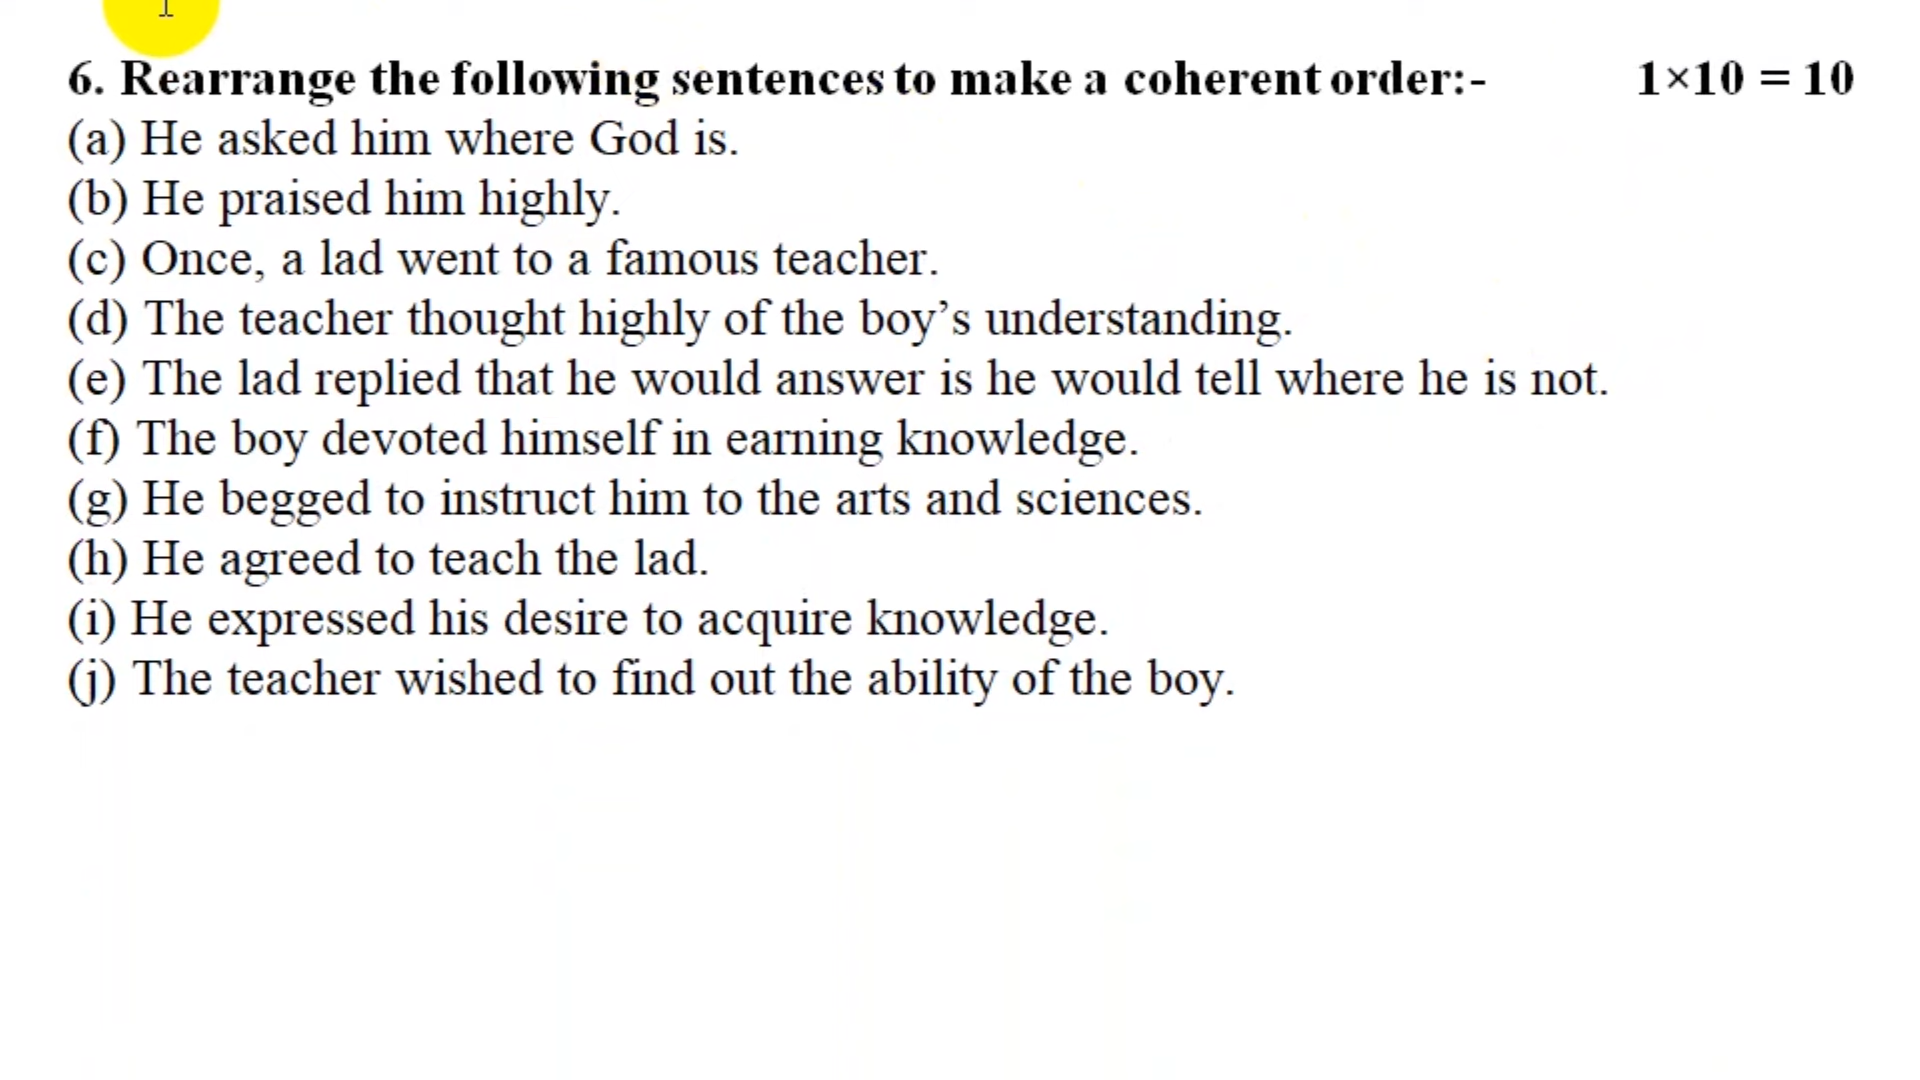 6. Rearrange the following sentences to make a coherent order:- 1×10 = 10
(a) He asked him where God is.
(b) He praised him highly.
(c) Once, a lad went to a famous teacher.
(d) The teacher thought highly of the boy’s understanding.
(e) The lad replied that he would answer is he would tell where he is not.
(f) The boy devoted himself in earning knowledge.
(g) He begged to instruct him to the arts and sciences.
(h) He agreed to teach the lad.
(i) He expressed his desire to acquire knowledge.
(j) The teacher wished to find out the ability of the boy.